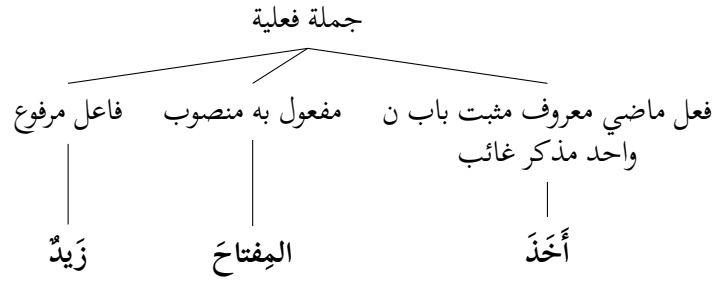 جملة فعلية
فعل ماضي معروف مثبت باب ن
واحد مذكر غائب
مفعول به منصوب
فاعل مرفوع
أَخَذَ
المِفتاحَ
زَيدٌ